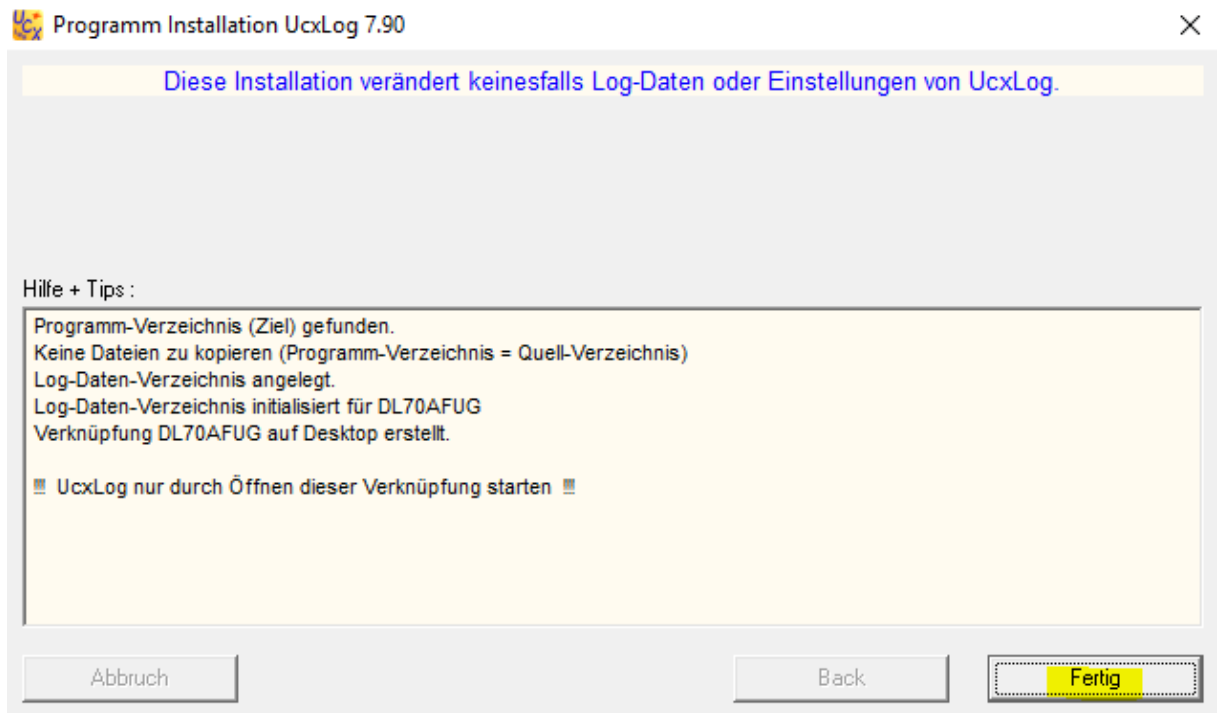 Ucx
Programm Installation UcxLog 7.90
Diese Installation verändert keinesfalls Log-Daten oder Einstellungen von UcxLog.
Hilfe + Tips :
Programm-Verzeichnis (Ziel) gefunden.
Keine Dateien zu kopieren (Programm-Verzeichnis = Quell-Verzeichnis)
Log-Daten-Verzeichnis angelegt.
Log-Daten-Verzeichnis initialisiert für DL70AFUG
Verknüpfung DL70AFUG auf Desktop erstellt.
!!! UcxLog nur durch Öffnen dieser Verknüpfung starten !!!
Abbruch
Back
Fertig